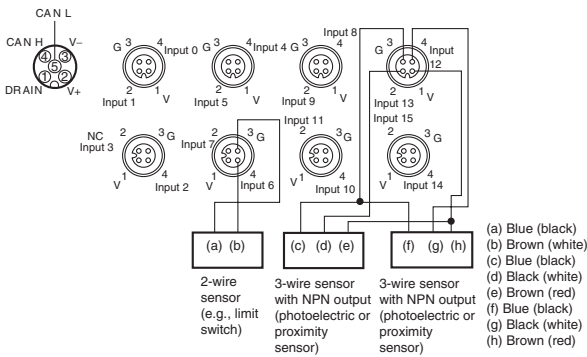 CAN L
CAN H
V–
4 3
5
1 2
DRAIN
V+
G 3 4 Input 0
2 1 V
Input 1
G 3 4 Input 4
2 1 V
Input 5
Input 8
G 3 4
2 1 V
Input 9
G 3 4 Input 12
2 1 V
Input 13
NC
Input 3
2 3 G
V 1 4
Input 2
Input 7
2 3 G
V 1 4
Input 6
Input 11
2 3 G
V 1 4
Input 10
Input 15
2 3 G
V 1 4
Input 14
(a) (b)
(c) (d) (e)
(f) (g) (h)
2-wire
sensor
(e.g., limit
switch)
3-wire sensor
with NPN output
(photoelectric or
proximity
sensor)
3-wire sensor
with NPN output
(photoelectric or
proximity
sensor)
(a) Blue (black)
(b) Brown (white)
(c) Blue (black)
(d) Black (white)
(e) Brown (red)
(f) Blue (black)
(g) Black (white)
(h) Brown (red)